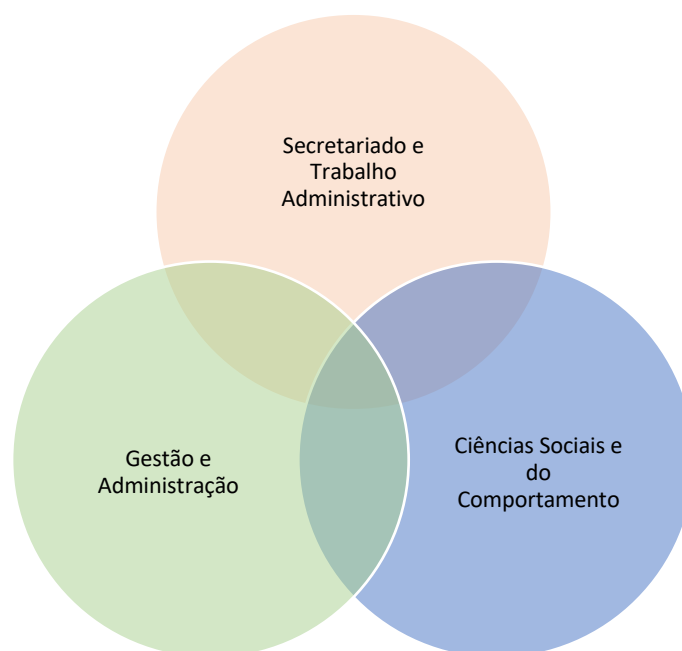 Secretariado e
Trabalho
Administrativo
Gestão e
Administração
Ciências Sociais e
do
Comportamento